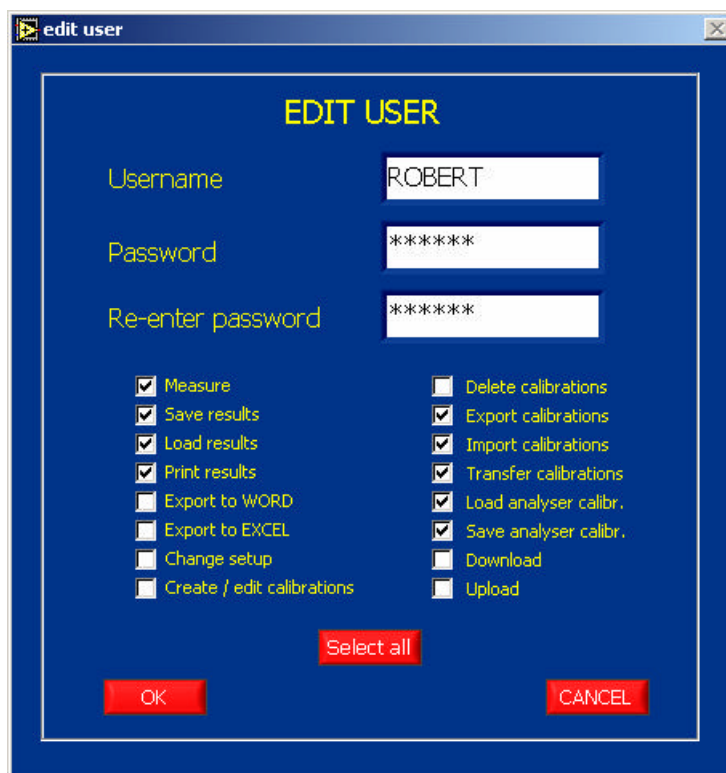 edit user
EDIT USER
Username
ROBERT
Password
******
Re-enter password
******
Measure
Save results
Load results
Print results
Export to WORD
Export to EXCEL
Change setup
Create / edit calibrations
Delete calibrations
Export calibrations
Import calibrations
Transfer calibrations
Load analyser calibr.
Save analyser calibr.
Download
Upload
Select all
OK
CANCEL